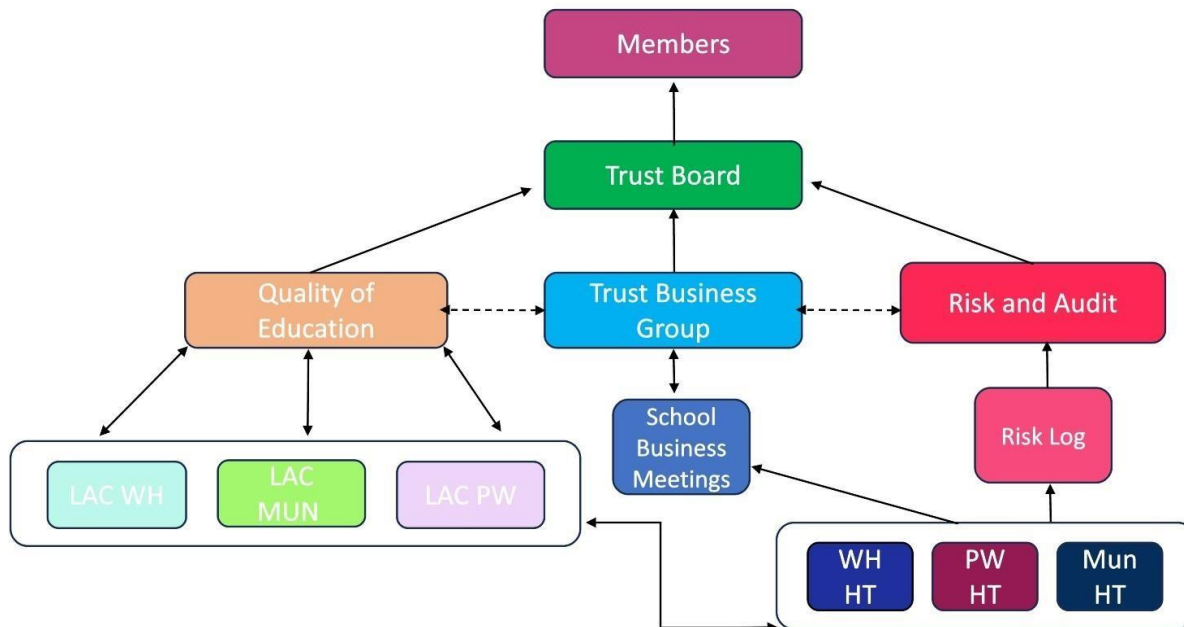 Members
Trust Board
Quality of
Education
Trust Business
Group
Risk and Audit
School
Business
Meetings
Risk Log
LAC WH
LAC
MUN
LAC PW
WH
HT
PW
HT
Mun
HT